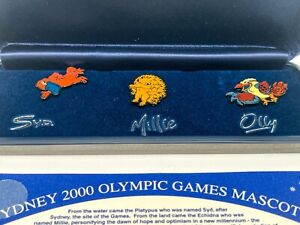 Syd Millie Olly
SYDNEY 2000 OLYMPIC GAMES MASCOT
From the water came the Platypus who was named Syd, after
Sydney, the site of the Games. From the land came the Echidna who was
named Millie, personifying the dawn of hope and optimism in a new millennium - the